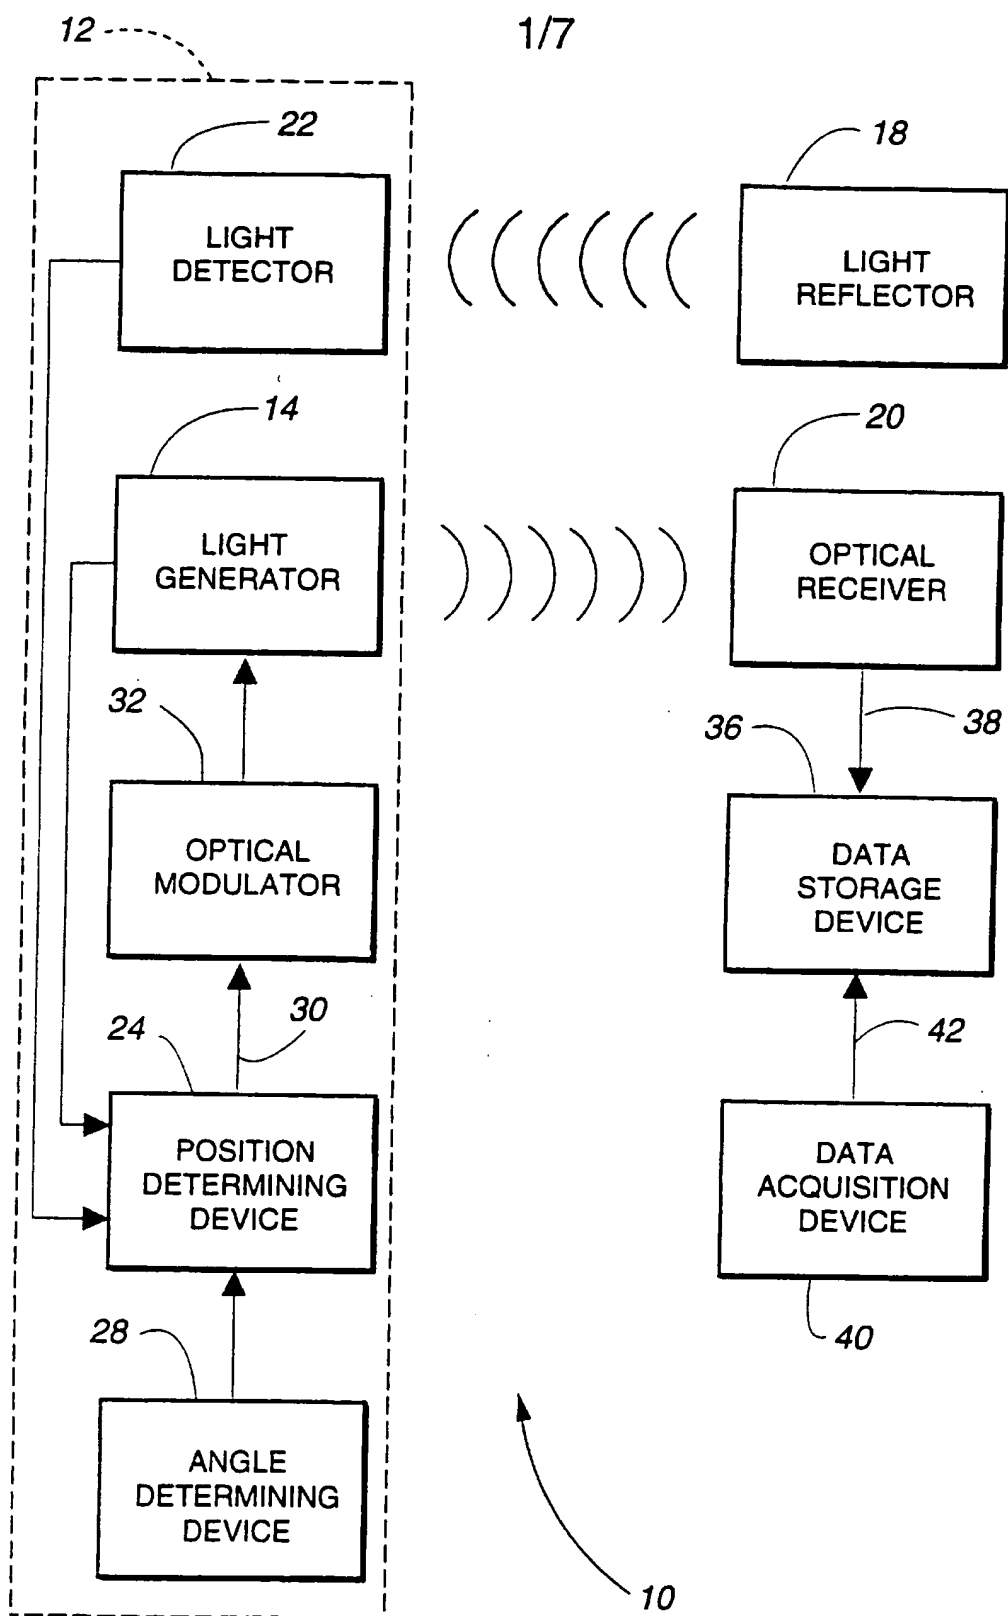 1/7
12
22
18
LIGHT
DETECTOR
LIGHT
REFLECTOR
14
20
LIGHT
GENERATOR
OPTICAL
RECEIVER
32
36
38
OPTICAL
MODULATOR
DATA
STORAGE
DEVICE
24
30
42
POSITION
DETERMINING
DEVICE
DATA
ACQUISITION
DEVICE
28
40
ANGLE
DETERMINING
DEVICE
10